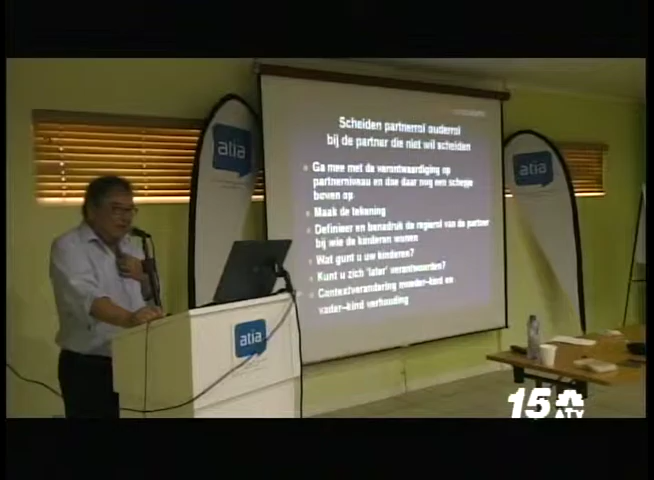 Scheiden partnerrol ouderrol
bij de partner die niet wil scheiden
Ga mee met de verontwaardiging op
partnerniveau en doe daar nog een schepje
boven op
Maak de tekening
Definieer en benadruk de regierol van de partner
bij wie de kinderen wonen
Wat gunt u uw kinderen?
Kunt u zich 'later' verantwoorden?
Contextverandering moeder-kind en
vader-kind verhouding
atia
atia
atia
15 ATV